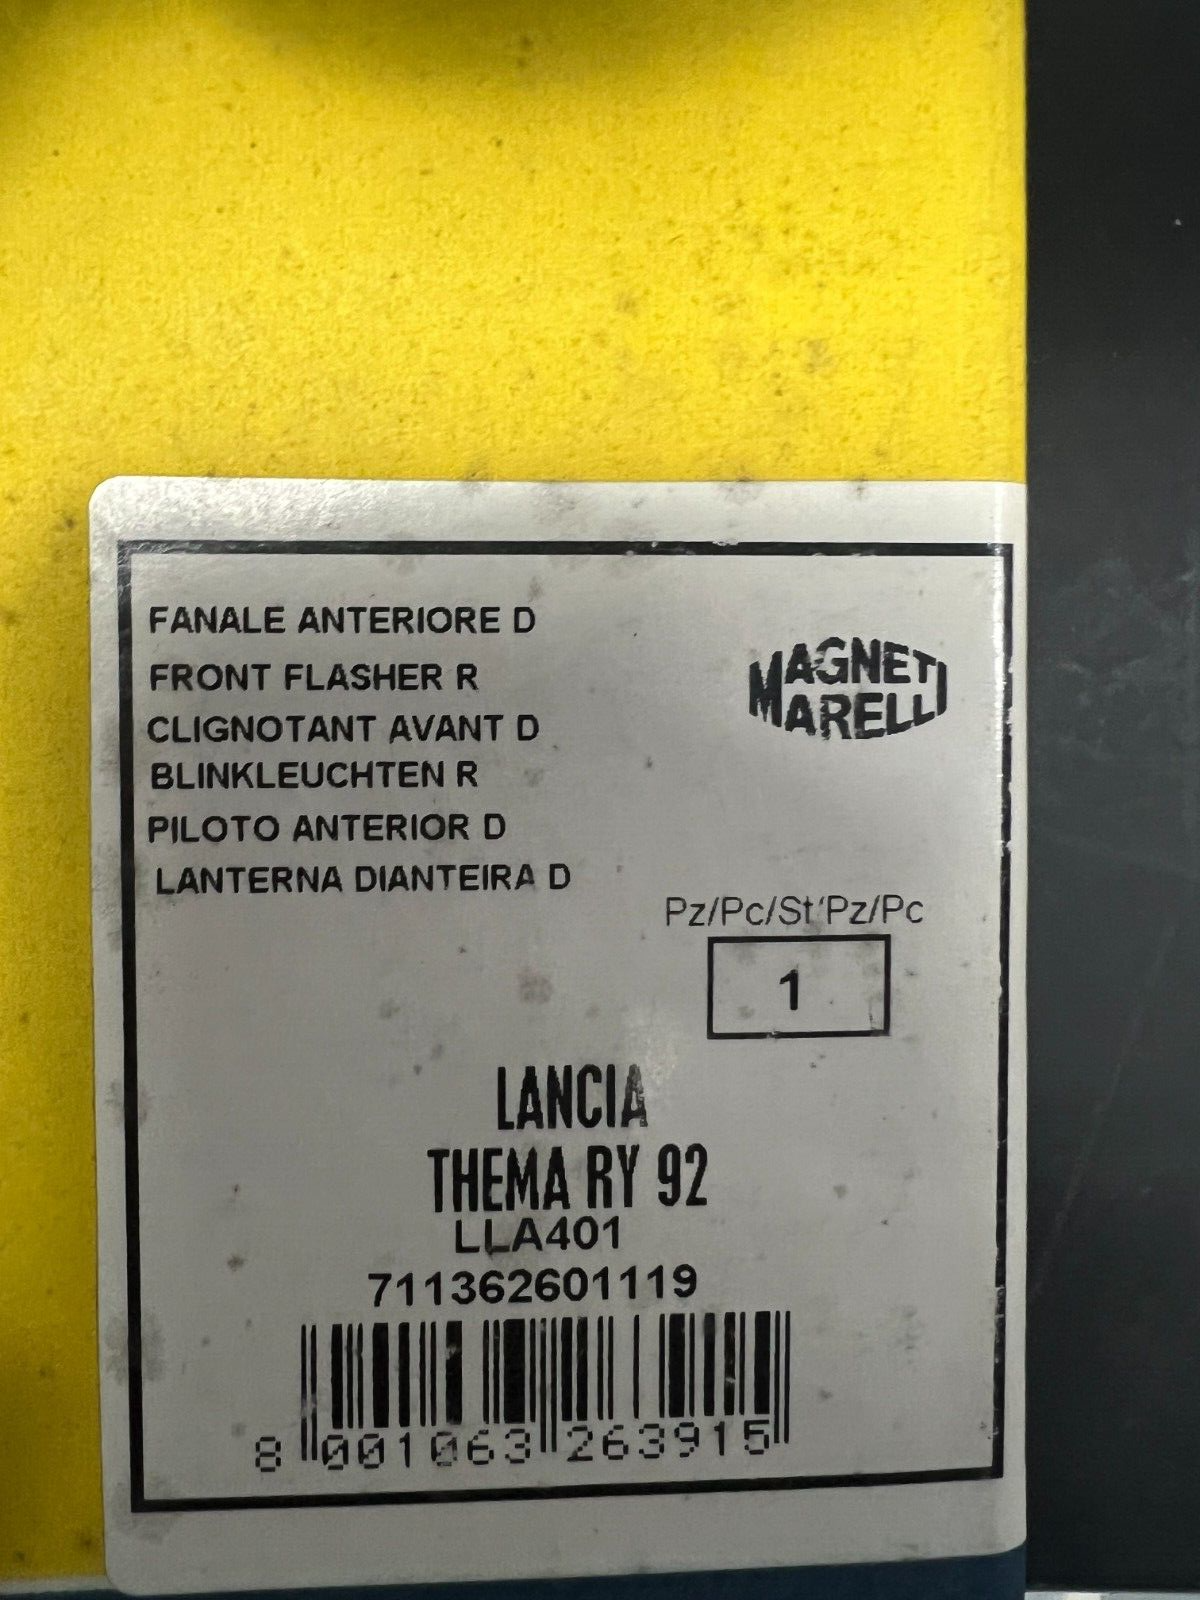 FANALE ANTERIORE D
FRONT FLASHER R
CLIGNOTANT AVANT D
BLINKLEUCHTEN R
PILOTO ANTERIOR D
LANTERNA DIANTEIRA D
MAGNETI
MARELLI
Pz/Pc/St'Pz/Pc
1
LANCIA
THEMA RY 92
LLA401
711362601119
8 001063 263915